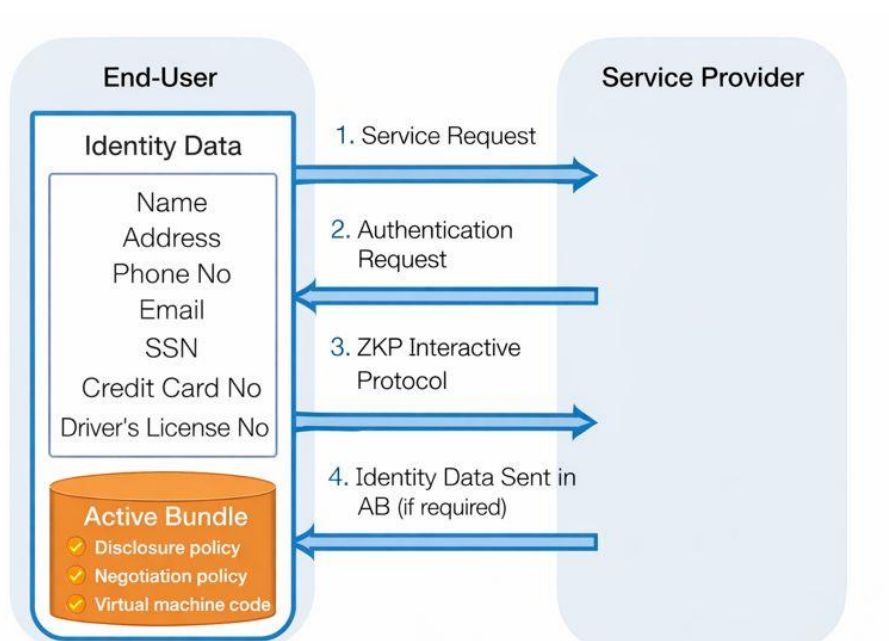 End-User
Identity Data
Name
Address
Phone No
Email
SSN
Credit Card No
Driver's License No
Active Bundle
Disclosure policy
Negotiation policy
Virtual machine code
1. Service Request
2. Authentication
Request
3. ZKP Interactive
Protocol
4. Identity Data Sent in
AB (if required)
Service Provider